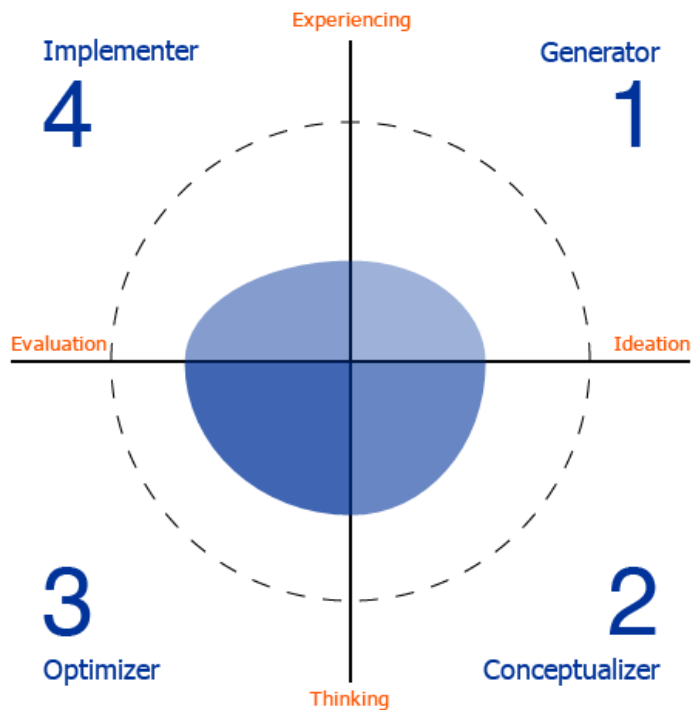 Experiencing
Implementer
4
Generator
1
Evaluation
Ideation
3
Optimizer
2
Conceptualizer
Thinking